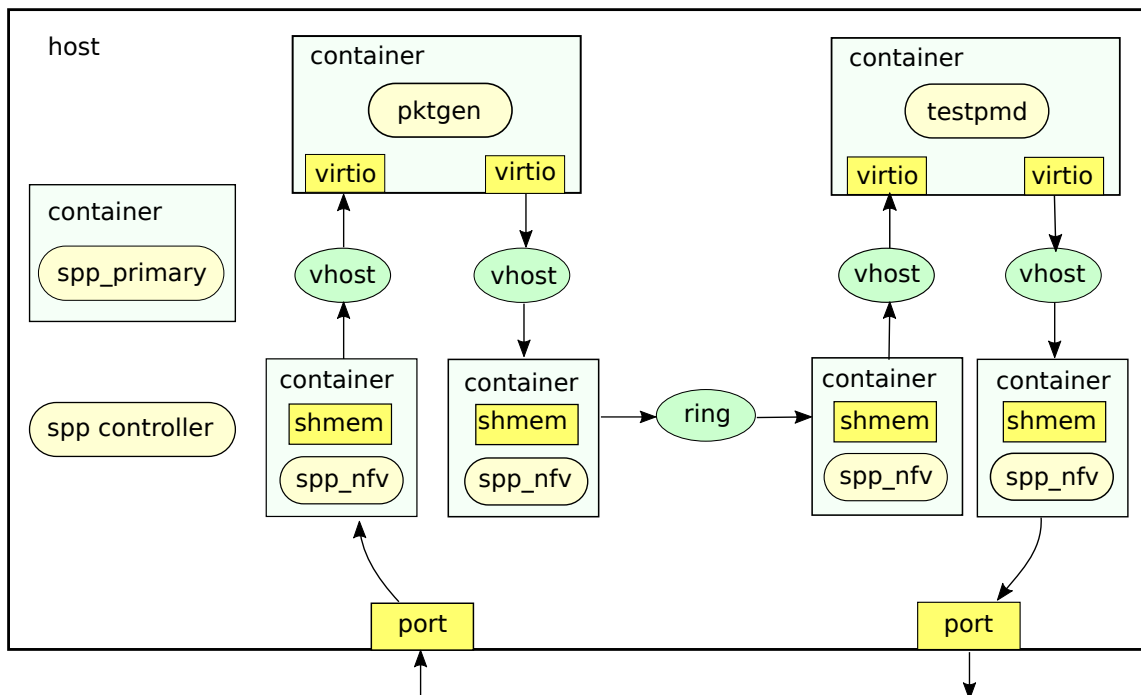 host
container
pktgen
virtio
virtio
container
testpmd
virtio
virtio
container
spp_primary
vhost
vhost
vhost
vhost
spp controller
container
shmem
spp_nfv
container
shmem
spp_nfv
ring
container
shmem
spp_nfv
container
shmem
spp_nfv
port
port